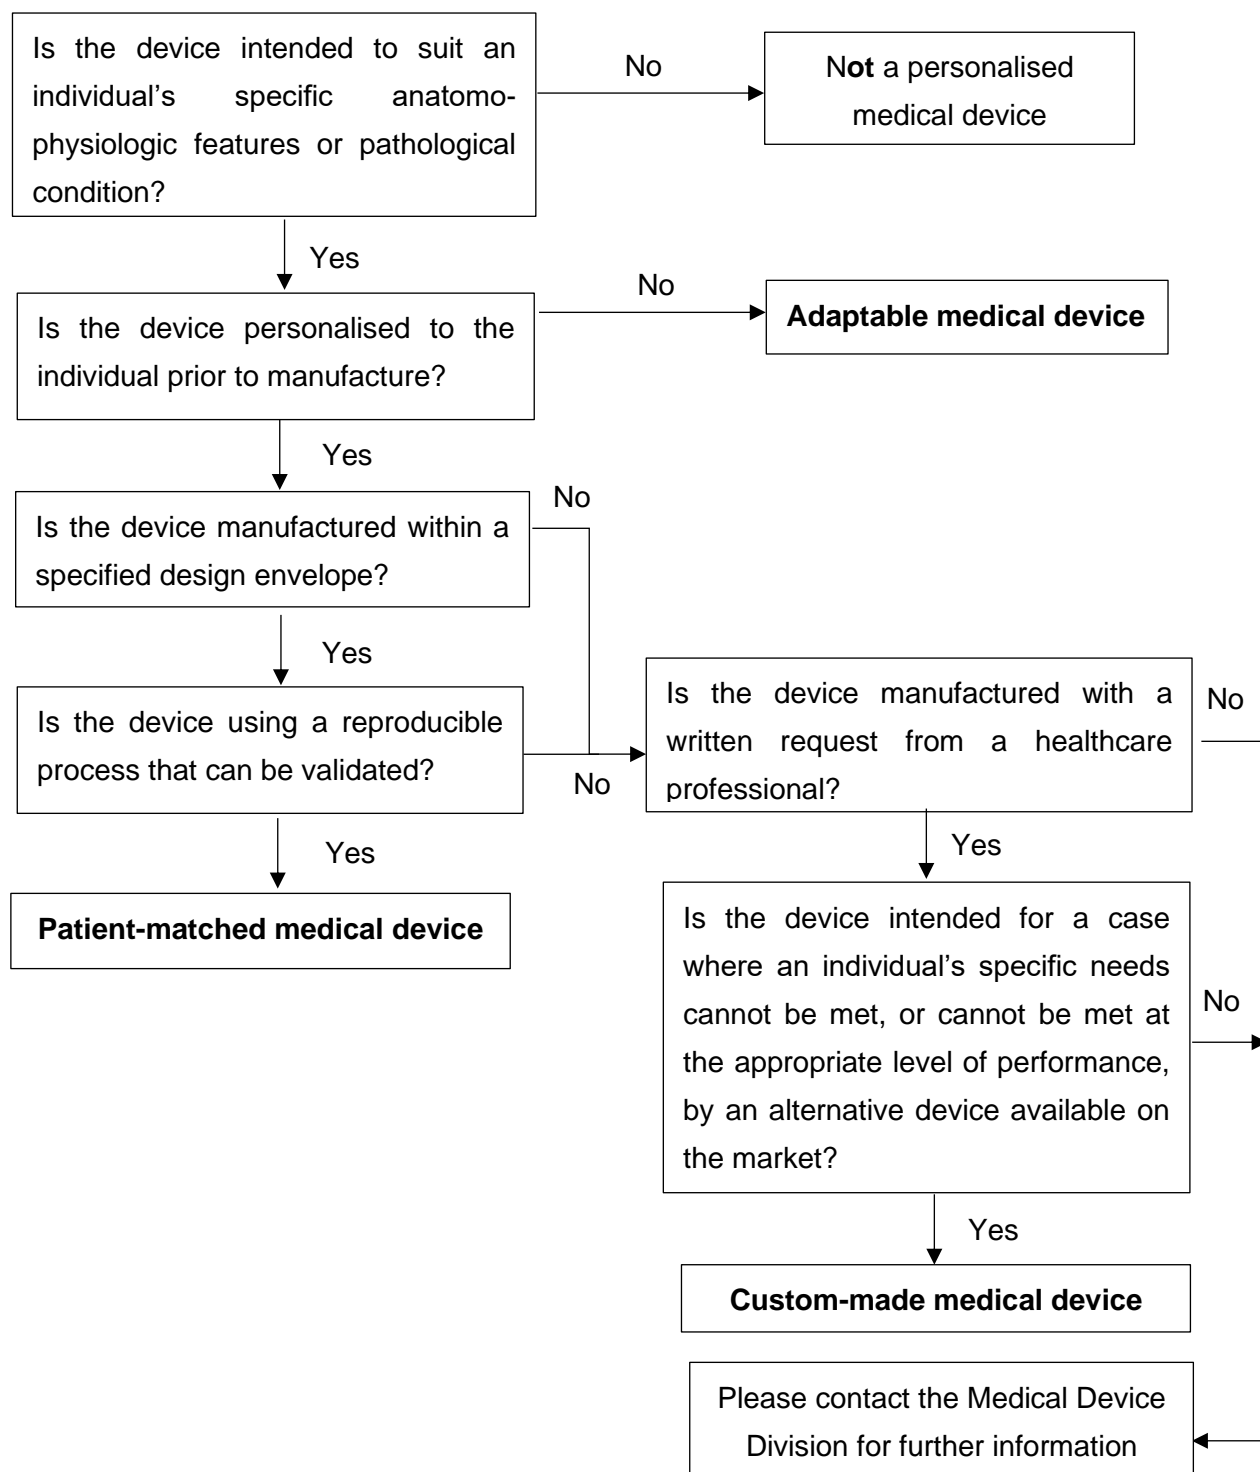 Is the device intended to suit an
individual's specific anatomo-
physiologic features or pathological
condition?
No
Not a personalised
medical device
Yes
Is the device personalised to the
individual prior to manufacture?
No
Adaptable medical device
Yes
Is the device manufactured within a
specified design envelope?
No
Yes
Is the device using a reproducible
process that can be validated?
No
Is the device manufactured with a
written request from a healthcare
professional?
No
Yes
Patient-matched medical device
Yes
Is the device intended for a case
where an individual's specific needs
cannot be met, or cannot be met at
the appropriate level of performance,
by an alternative device available on
the market?
No
Yes
Custom-made medical device
Please contact the Medical Device
Division for further information